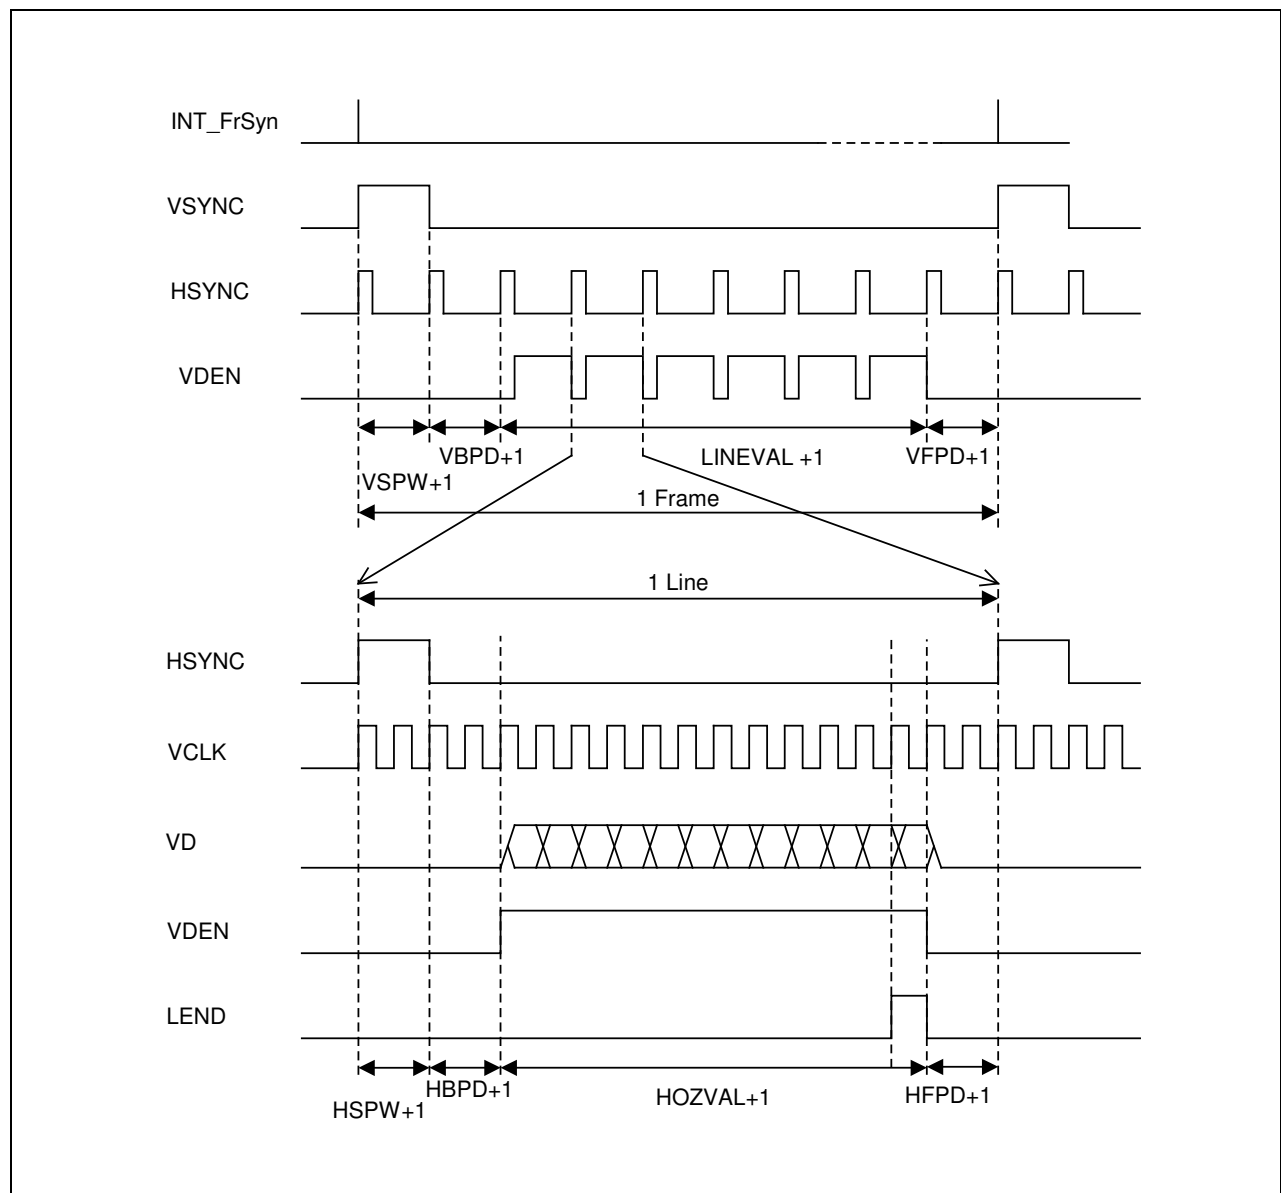 INT_FrSyn
VSYNC
HSYNC
VDEN
VBPD+1
LINEVAL +1
VFPD+1
VSPW+1
1 Frame
1 Line
HSYNC
VCLK
VD
VDEN
LEND
HBPD+1
HOZVAL+1
HFPD+1
HSPW+1